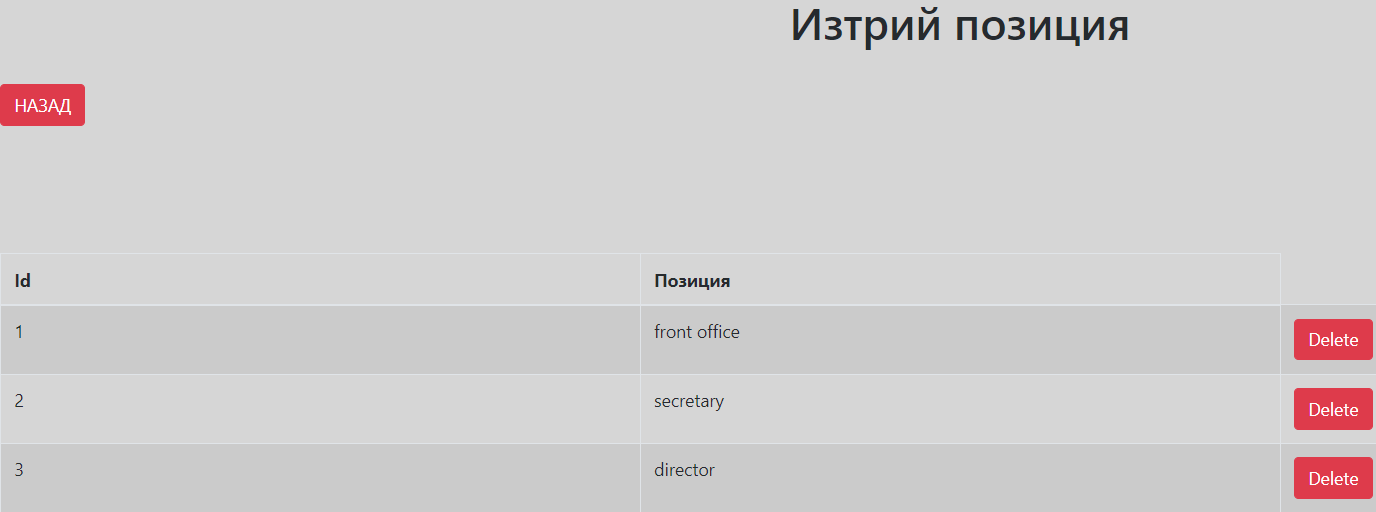 Изтрий позиция
НАЗАД
Id Позиция
1 front office Delete
2 secretary Delete
3 director Delete